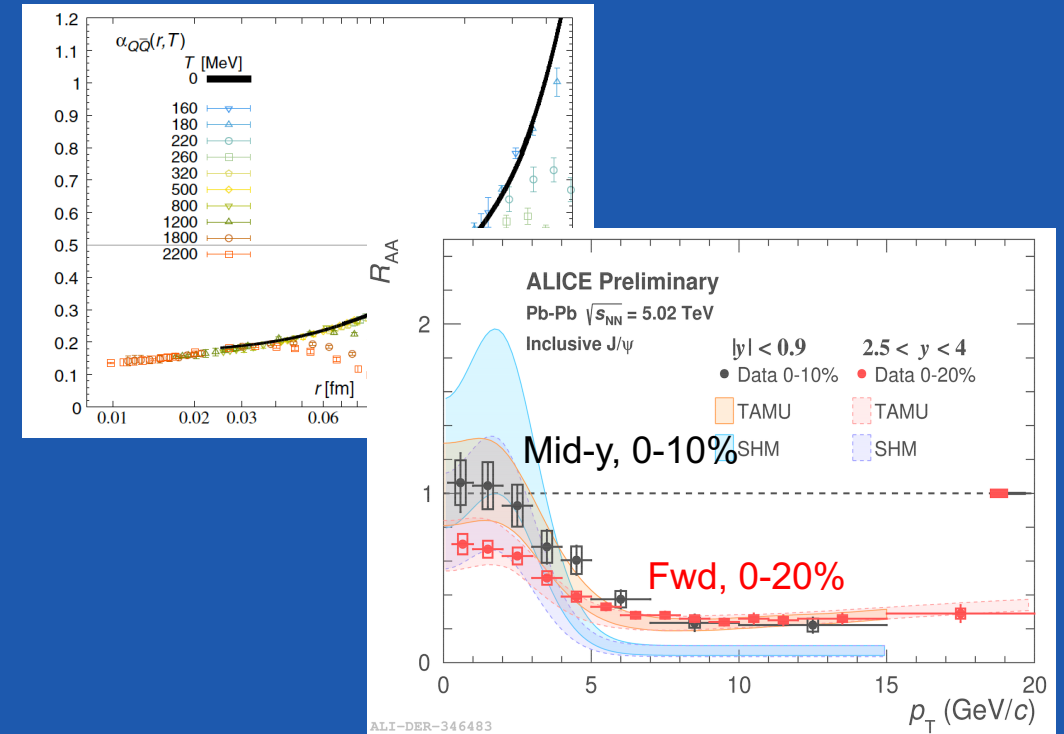 1.2
1.1
1
0.9
0.8
0.7
0.6
0.5
0.4
0.3
0.2
0.1
0
αQQ̄(r,T)
T [MeV]
0
160
180
220
260
320
500
800
1200
1800
2200
r [fm]
0.01 0.02 0.03 0.06
RAA
2
1
0
ALICE Preliminary
Pb-Pb √sNN = 5.02 TeV
Inclusive J/ψ
|y| < 0.9 2.5 < y < 4
Data 0-10% Data 0-20%
TAMU TAMU
SHM SHM
Mid-y, 0-10%
Fwd, 0-20%
0 5 10 15 20
pT (GeV/c)
ALI-DER-346483